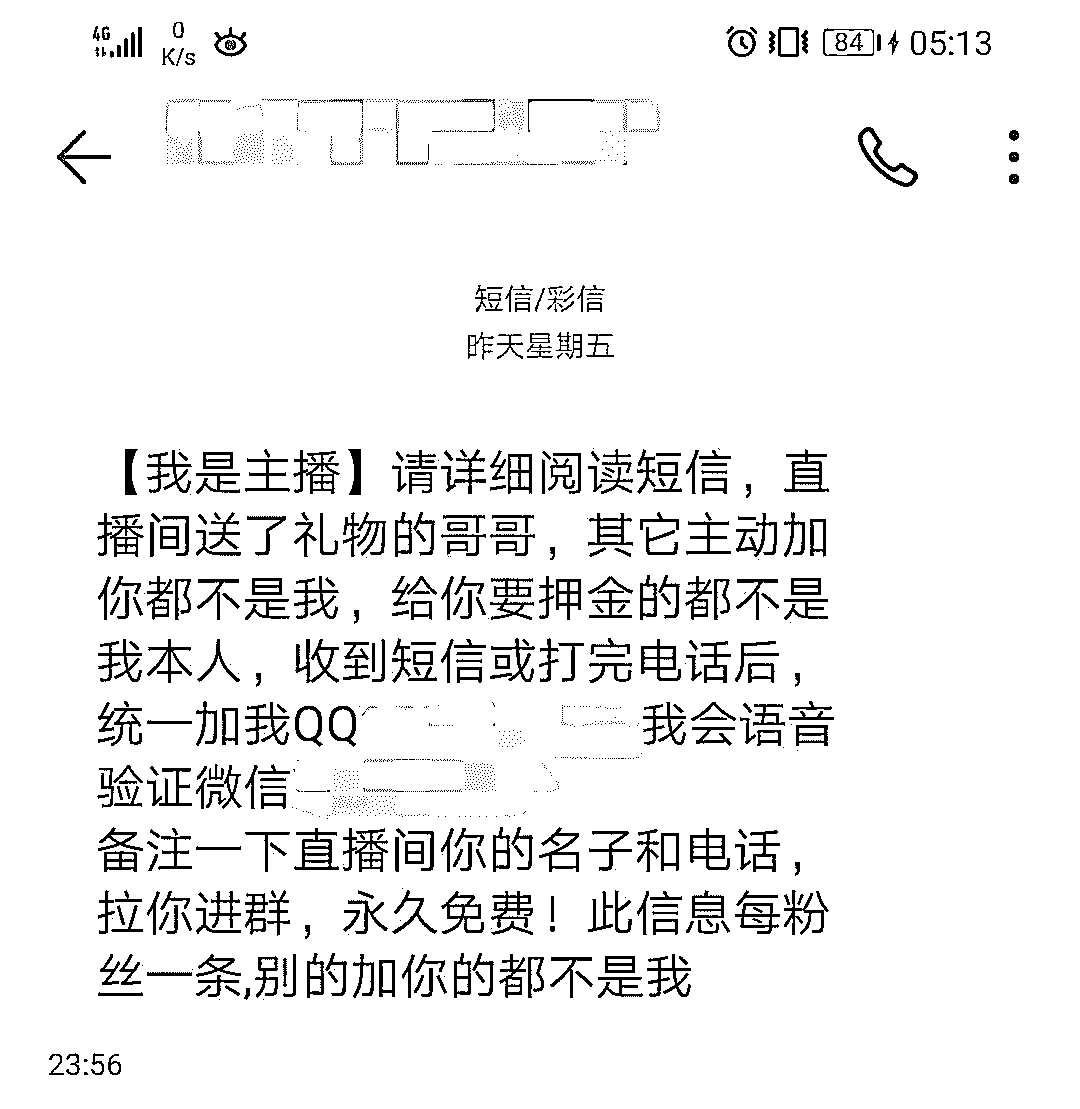 4G 0 K/s 84 05:13
短信/彩信
昨天星期五
【我是主播】请详细阅读短信，直
播间送了礼物的哥哥，其它主动加
你都不是我，给你要押金的都不是
我本人，收到短信或打完电话后，
统一加我QQ 我会语音
验证微信
备注一下直播间你的名子和电话，
拉你进群，永久免费！此信息每粉
丝一条,别的加你的都不是我
23:56